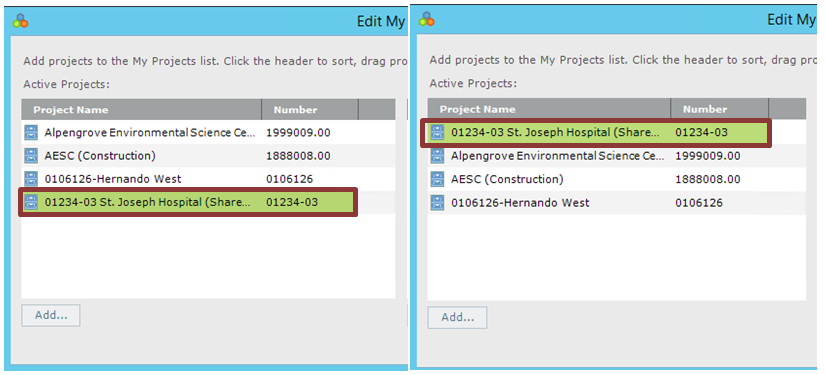 Edit My
Add projects to the My Projects list. Click the header to sort, drag pro
Active Projects:
Project Name Number
Alpengrove Environmental Science Ce... 1999009.00
AESC (Construction) 1888008.00
0106126-Hernando West 0106126
01234-03 St. Joseph Hospital (Share... 01234-03
Add...
Edit My
Add projects to the My Projects list. Click the header to sort, drag pro
Active Projects:
Project Name Number
01234-03 St. Joseph Hospital (Share... 01234-03
Alpengrove Environmental Science Ce... 1999009.00
AESC (Construction) 1888008.00
0106126-Hernando West 0106126
Add...